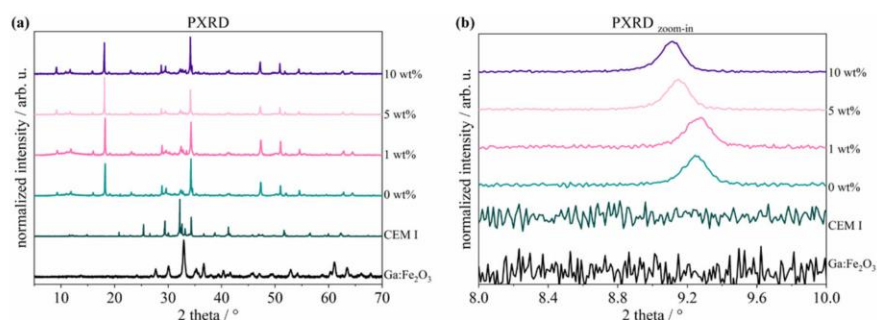 (a) PXRD
normalized intensity / arb. u.
10 wt%
5 wt%
1 wt%
0 wt%
CEM I
Ga:Fe₂O₃
10 20 30 40 50 60 70
2 theta / °
(b) PXRD zoom-in
normalized intensity / arb. u.
10 wt%
5 wt%
1 wt%
0 wt%
CEM I
Ga:Fe₂O₃
8.0 8.4 8.8 9.2 9.6 10.0
2 theta / °